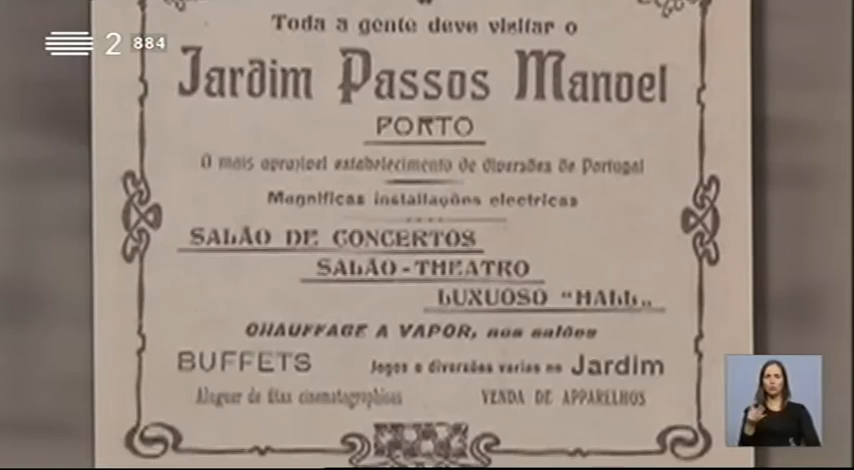 2 884
Toda a gente deve visitar o
Jardim Passos Manoel
PORTO
O mais aprazivel estabelecimento de diversões de Portugal
Magnificas installações electricas
SALÃO DE CONCERTOS
SALÃO-THEATRO
LUXUOSO "HALL„
CHAUFFAGE A VAPOR, nos salões
BUFFETS Jogos e diversões varias no Jardim
Aluguer de fitas cinematographicas VENDA DE APPARELHOS